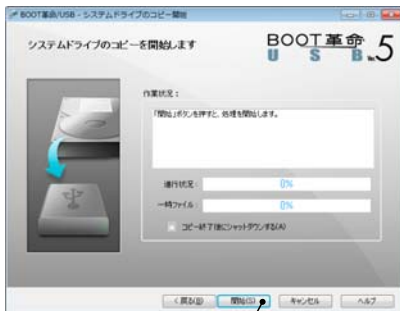 BOOT革命/USB - システムドライブのコピー開始
システムドライブのコピーを開始します
BOOT革命
USB Ver.5
作業状況:
「開始」ボタンを押すと、処理を開始します。
進行状況: 0%
一時ファイル: 0%
コピー終了後にシャットダウンする(A)
< 戻る(B) 開始(S) キャンセル ヘルプ